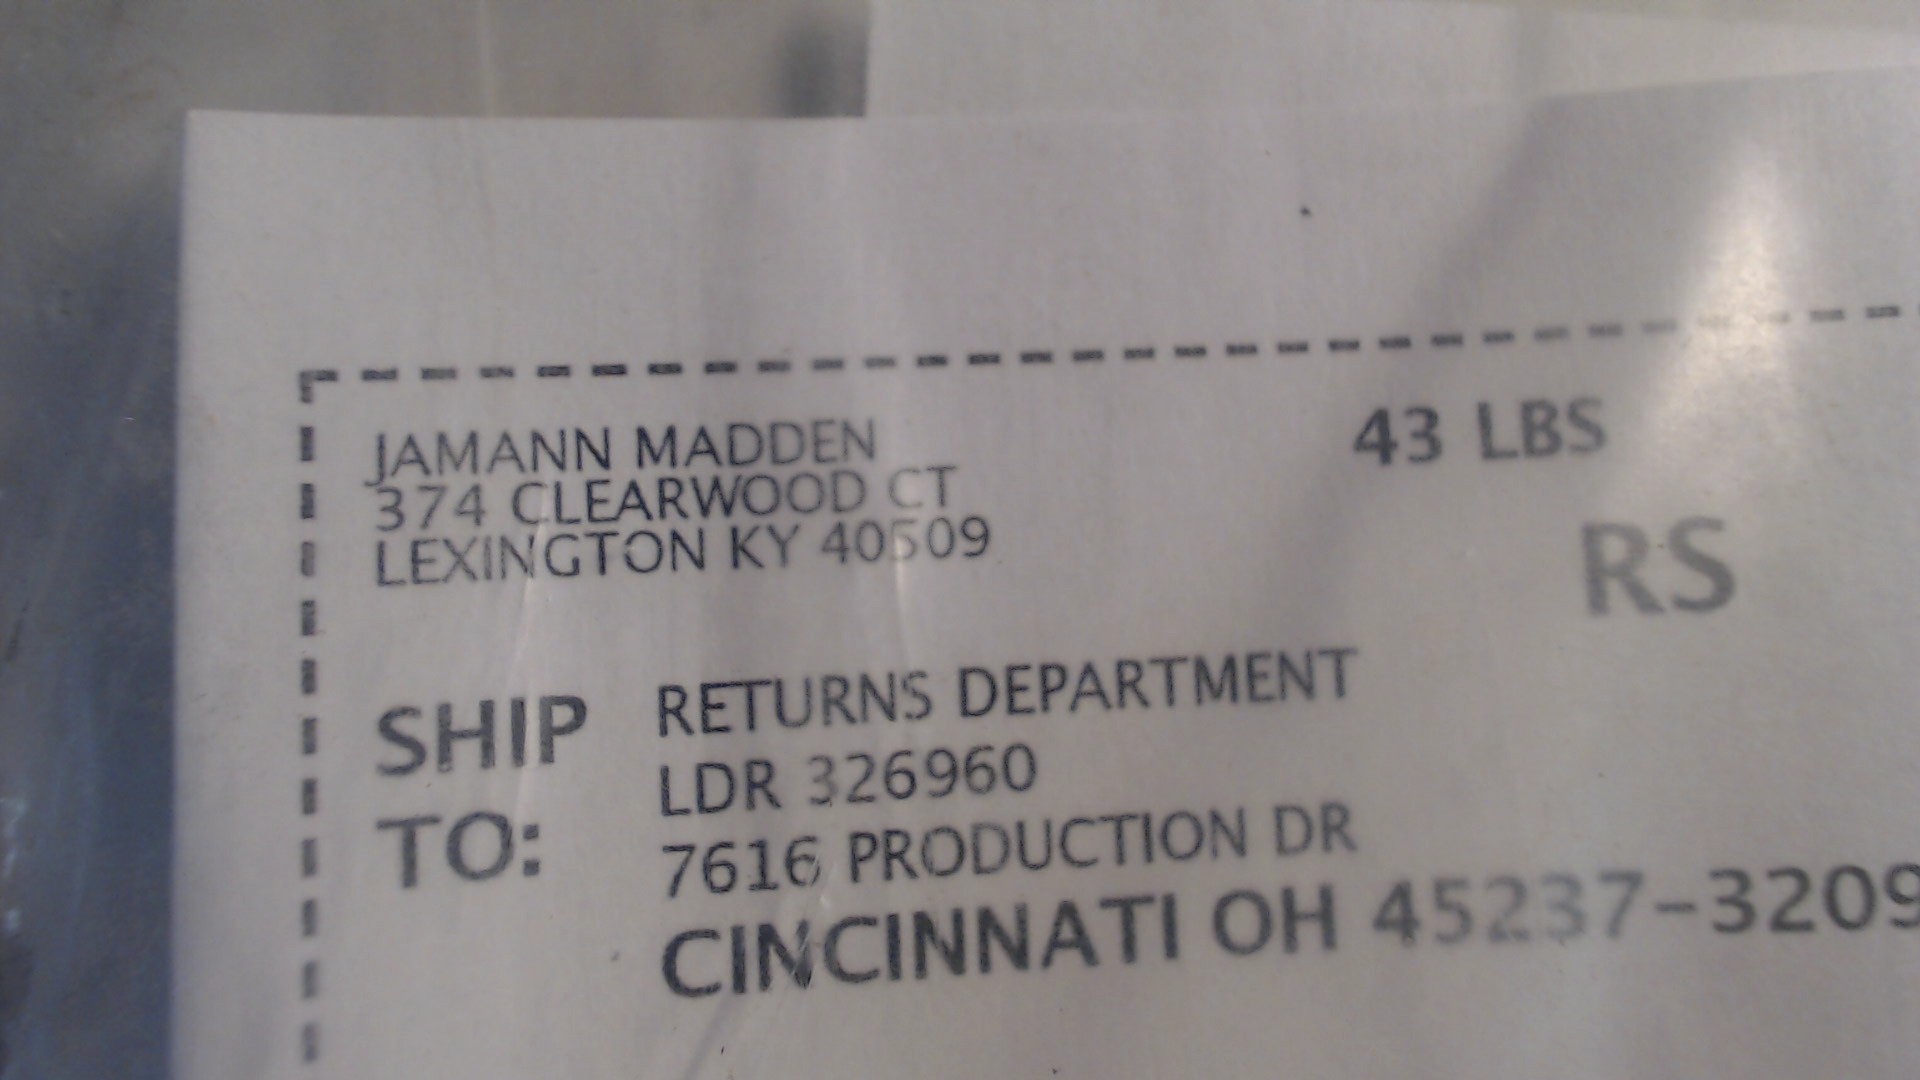 JAMANN MADDEN
374 CLEARWOOD CT
LEXINGTON KY 40509
43 LBS
RS
SHIP TO:
RETURNS DEPARTMENT
LDR 326960
7616 PRODUCTION DR
CINCINNATI OH 45237-3209